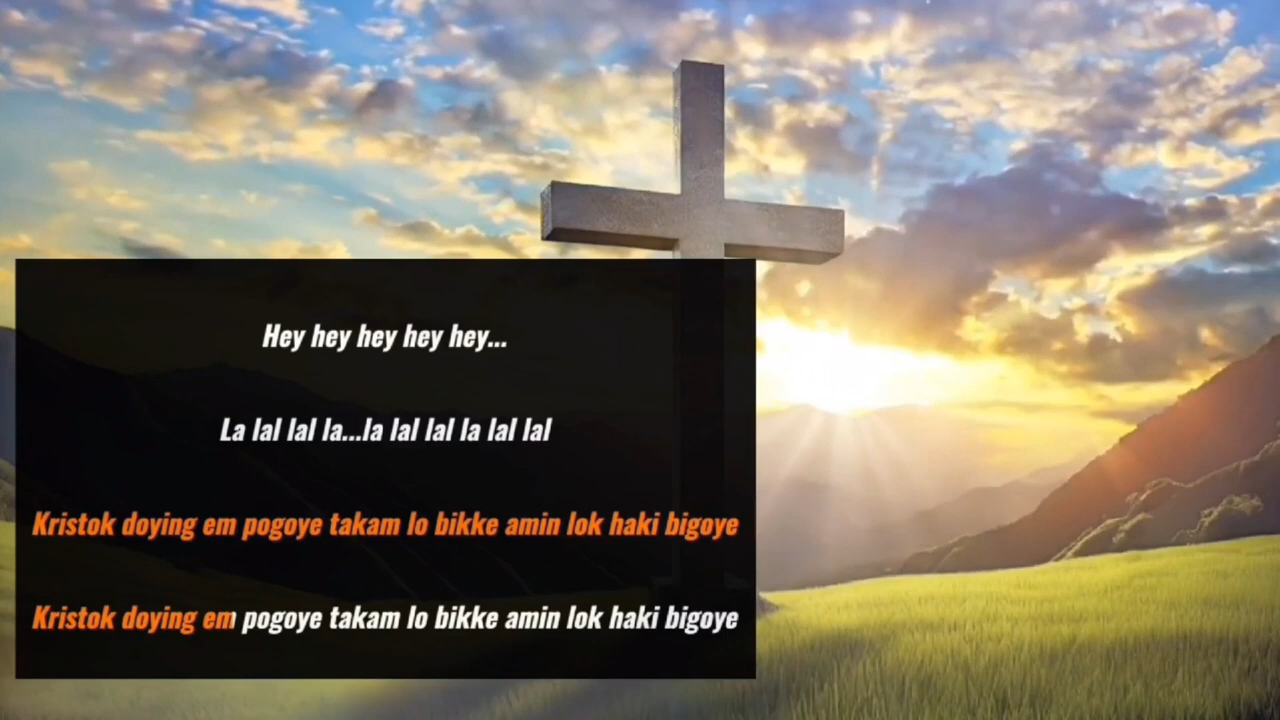 Hey hey hey hey hey...
La lal lal la...la lal lal la lal lal
Kristok doying em pogoye takam lo bikke amin lok haki bigoye
Kristok doying em pogoye takam lo bikke amin lok haki bigoye